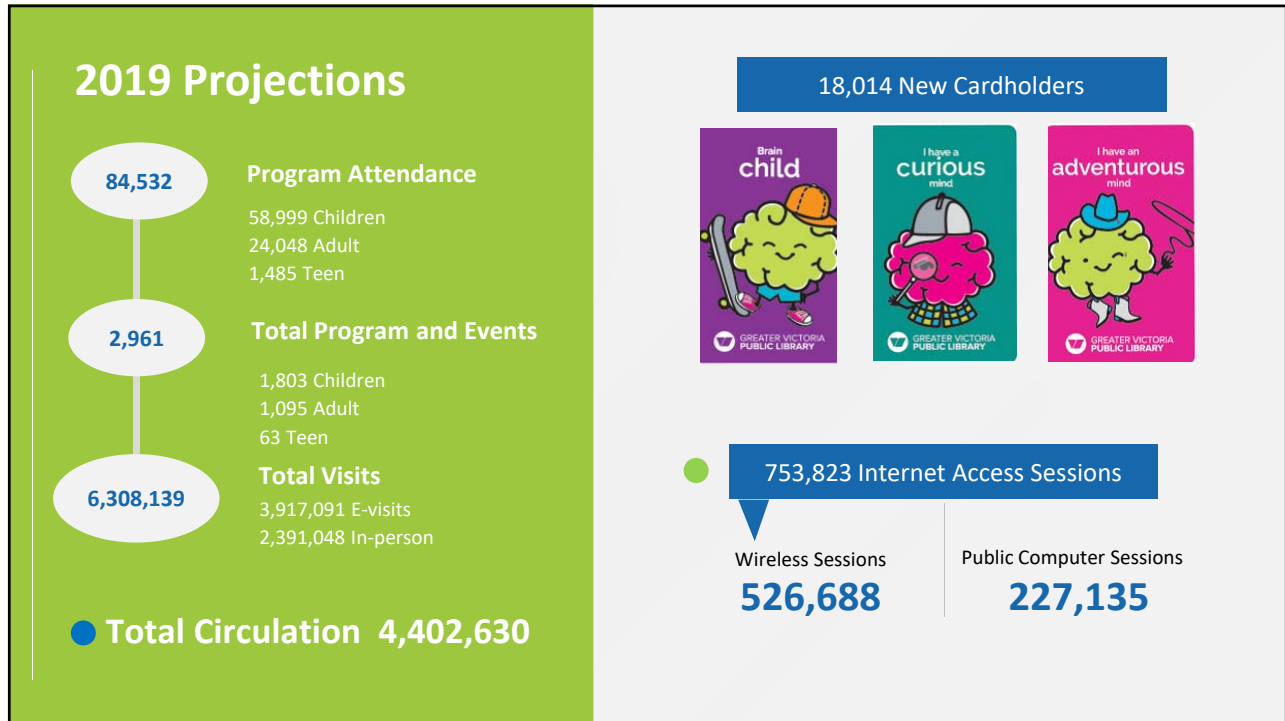 2019 Projections
84,532
Program Attendance
58,999 Children
24,048 Adult
1,485 Teen
2,961
Total Program and Events
1,803 Children
1,095 Adult
63 Teen
6,308,139
Total Visits
3,917,091 E-visits
2,391,048 In-person
Total Circulation 4,402,630
18,014 New Cardholders
Brain
child
GREATER VICTORIA
PUBLIC LIBRARY
I have a
curious
mind
GREATER VICTORIA
PUBLIC LIBRARY
I have an
adventurous
mind
GREATER VICTORIA
PUBLIC LIBRARY
753,823 Internet Access Sessions
Wireless Sessions
526,688
Public Computer Sessions
227,135